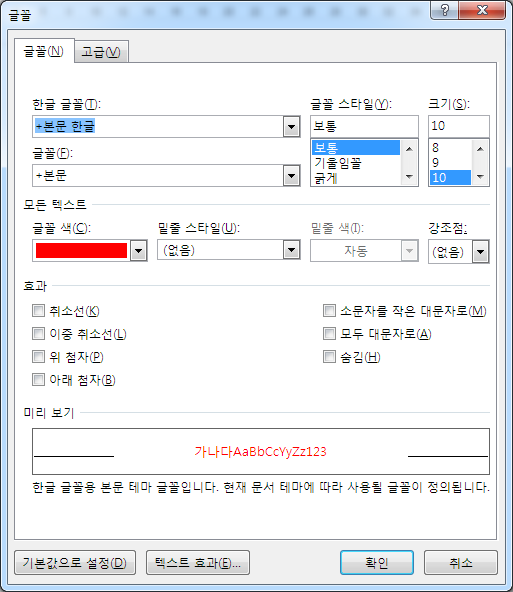 글꼴
글꼴(N) 고급(V)
한글 글꼴(T): 글꼴 스타일(Y): 크기(S):
+본문 한글 보통 10
보통 8
글꼴(F): 기울임꼴 9
+본문 굵게 10
모든 텍스트
글꼴 색(C): 밑줄 스타일(U): 밑줄 색(I): 강조점:
(없음) 자동 (없음)
효과
취소선(K) 소문자를 작은 대문자로(M)
이중 취소선(L) 모두 대문자로(A)
위 첨자(P) 숨김(H)
아래 첨자(B)
미리 보기
가나다AaBbCcYyZz123
한글 글꼴용 본문 테마 글꼴입니다. 현재 문서 테마에 따라 사용될 글꼴이 정의됩니다.
기본값으로 설정(D) 텍스트 효과(E)... 확인 취소